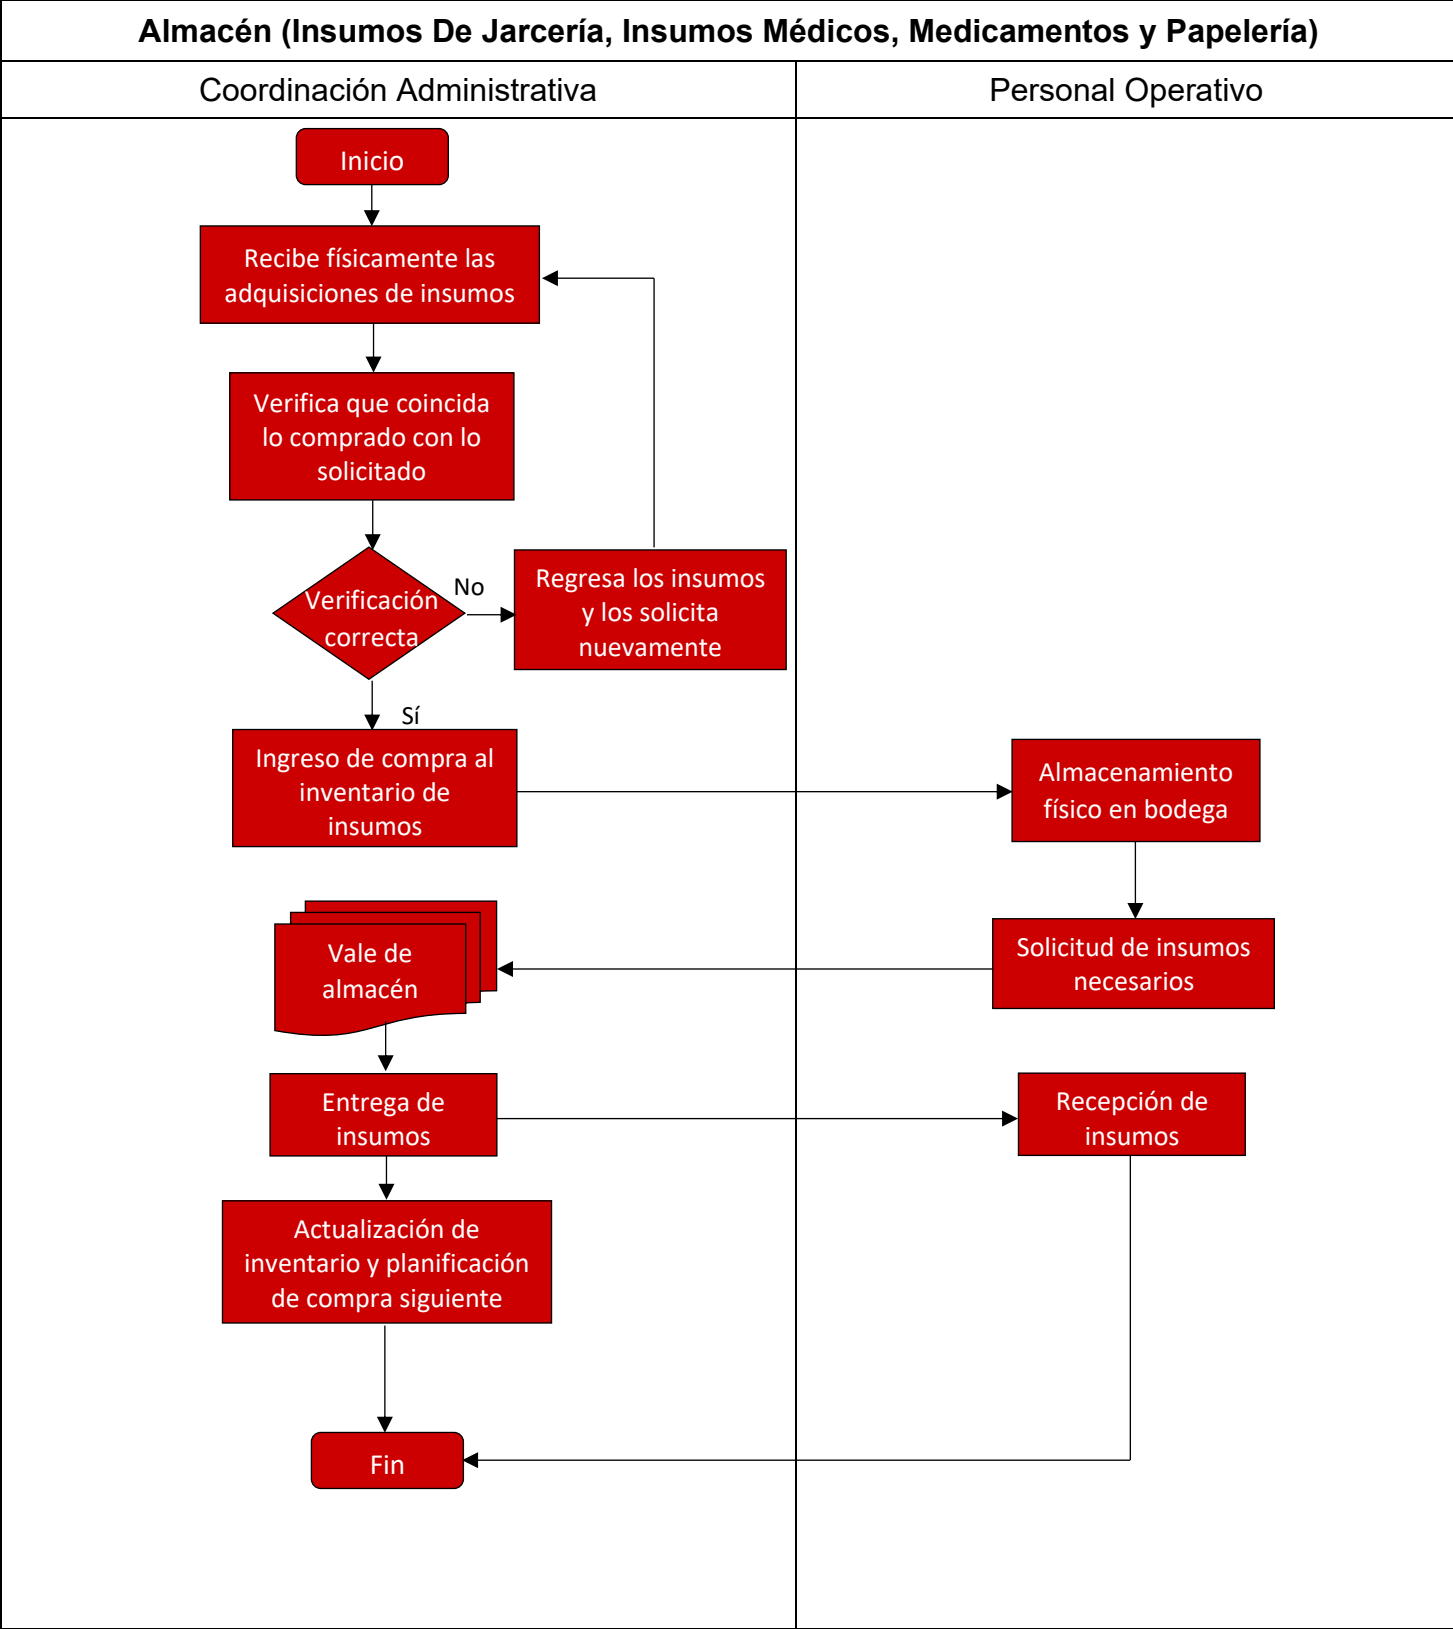 Almacén (Insumos De Jarcería, Insumos Médicos, Medicamentos y Papelería)
Coordinación Administrativa
Personal Operativo
Inicio
Recibe físicamente las
adquisiciones de insumos
Verifica que coincida
lo comprado con lo
solicitado
Verificación
correcta
No
Regresa los insumos
y los solicita
nuevamente
Sí
Ingreso de compra al
inventario de
insumos
Almacenamiento
físico en bodega
Solicitud de insumos
necesarios
Vale de
almacén
Entrega de
insumos
Recepción de
insumos
Actualización de
inventario y planificación
de compra siguiente
Fin